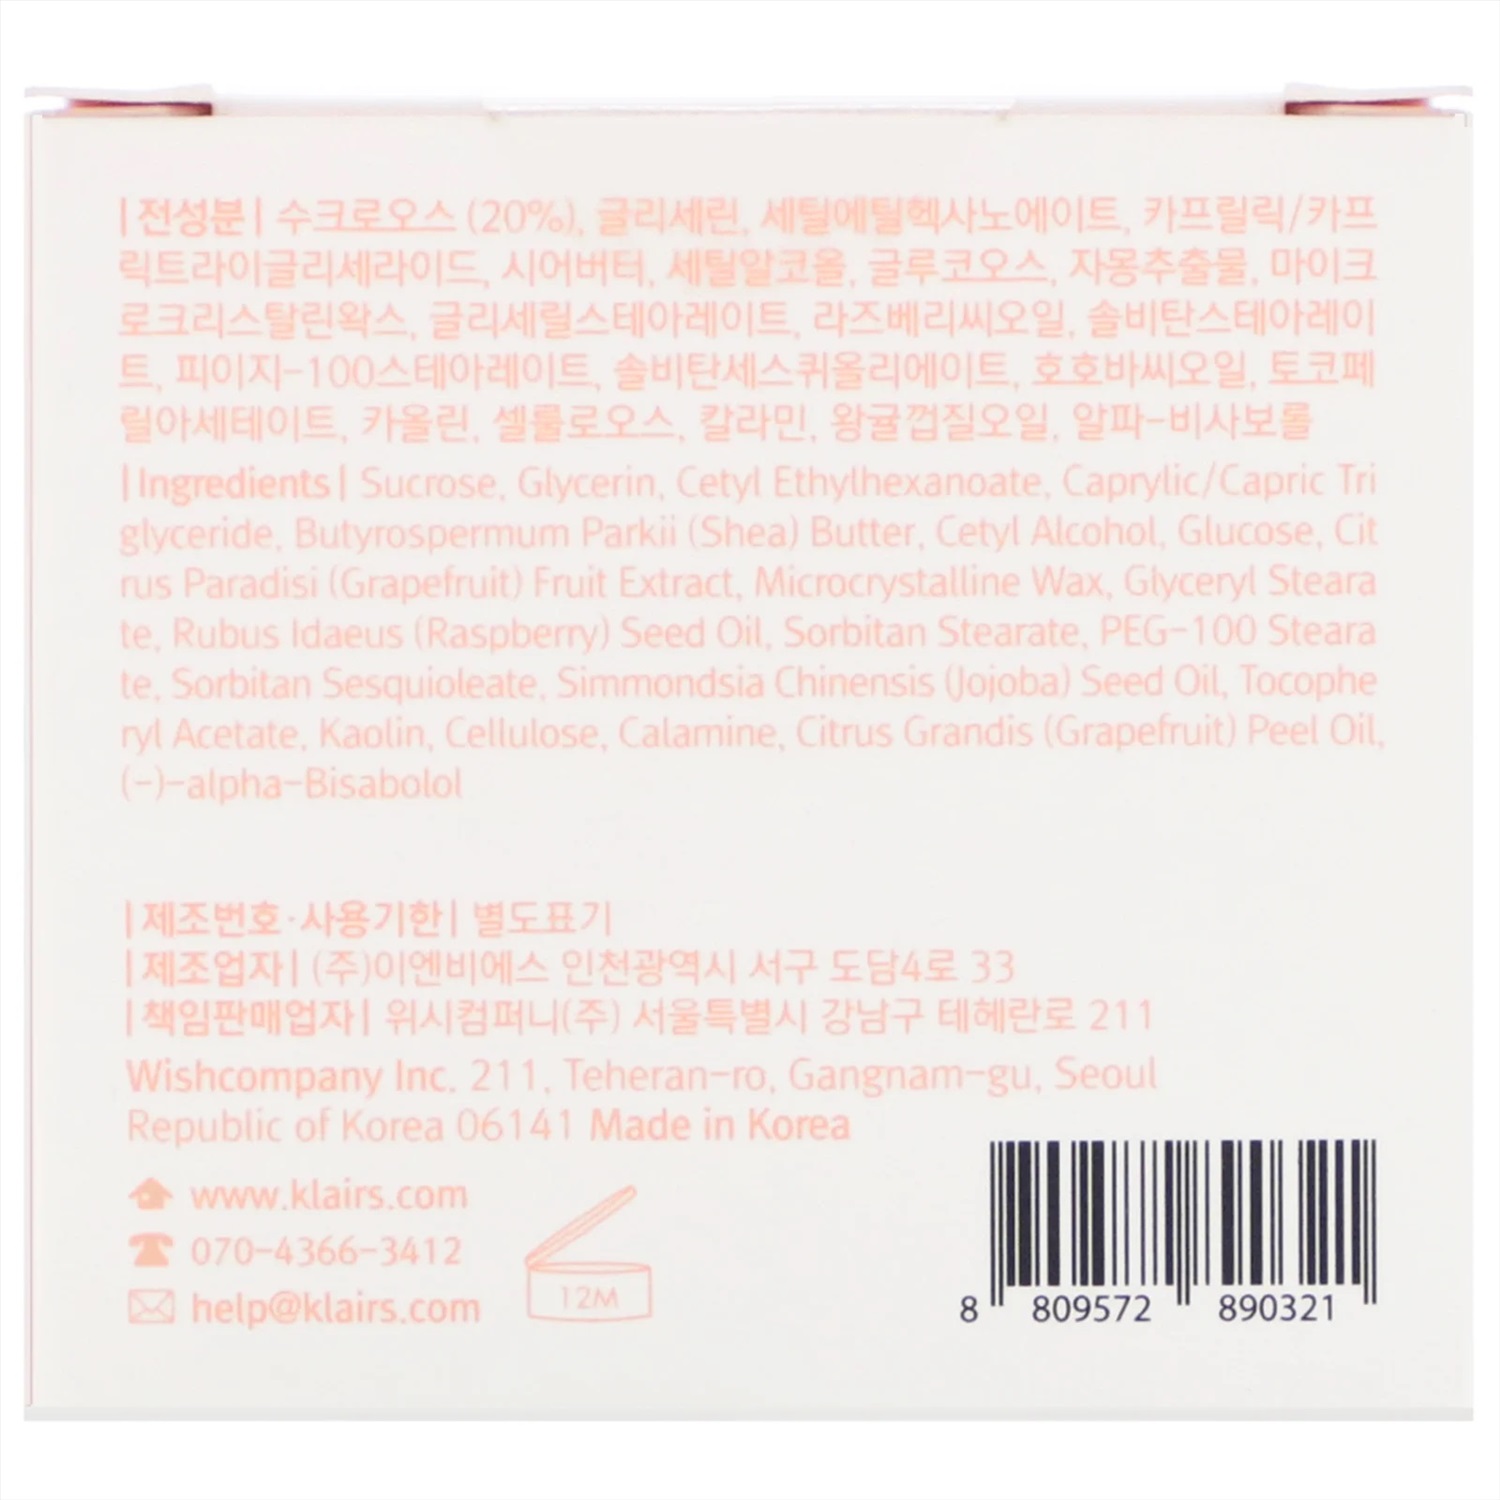 |전성분| 수크로오스 (20%), 글리세린, 세틸에틸헥사노에이트, 카프릴릭/카프
릭트라이글리세라이드, 시어버터, 세틸알코올, 글루코오스, 자몽추출물, 마이크
로크리스탈린왁스, 글리세릴스테아레이트, 라즈베리씨오일, 솔비탄스테아레이
트, 피이지-100스테아레이트, 솔비탄세스퀴올리에이트, 호호바씨오일, 토코페
릴아세테이트, 카올린, 셀룰로오스, 칼라민, 왕귤껍질오일, 알파-비사보롤
|Ingredients| Sucrose, Glycerin, Cetyl Ethylhexanoate, Caprylic/Capric Tri
glyceride, Butyrospermum Parkii (Shea) Butter, Cetyl Alcohol, Glucose, Cit
rus Paradisi (Grapefruit) Fruit Extract, Microcrystalline Wax, Glyceryl Steara
te, Rubus Idaeus (Raspberry) Seed Oil, Sorbitan Stearate, PEG-100 Steara
te, Sorbitan Sesquioleate, Simmondsia Chinensis (Jojoba) Seed Oil, Tocophe
ryl Acetate, Kaolin, Cellulose, Calamine, Citrus Grandis (Grapefruit) Peel Oil,
(-)-alpha-Bisabolol
|제조번호·사용기한| 별도표기
|제조업자| (주)이엔비에스 인천광역시 서구 도담4로 33
|책임판매업자| 위시컴퍼니(주) 서울특별시 강남구 테헤란로 211
Wishcompany Inc. 211, Teheran-ro, Gangnam-gu, Seoul
Republic of Korea 06141 Made in Korea
www.klairs.com
070-4366-3412
help@klairs.com
12M
8 809572 890321